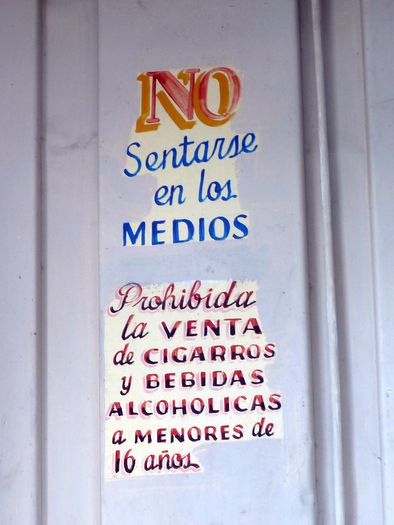 NO
Sentarse
en los
MEDIOS
Prohibida
la VENTA
de CIGARROS
y BEBIDAS
ALCOHOLICAS
a MENORES de
16 años